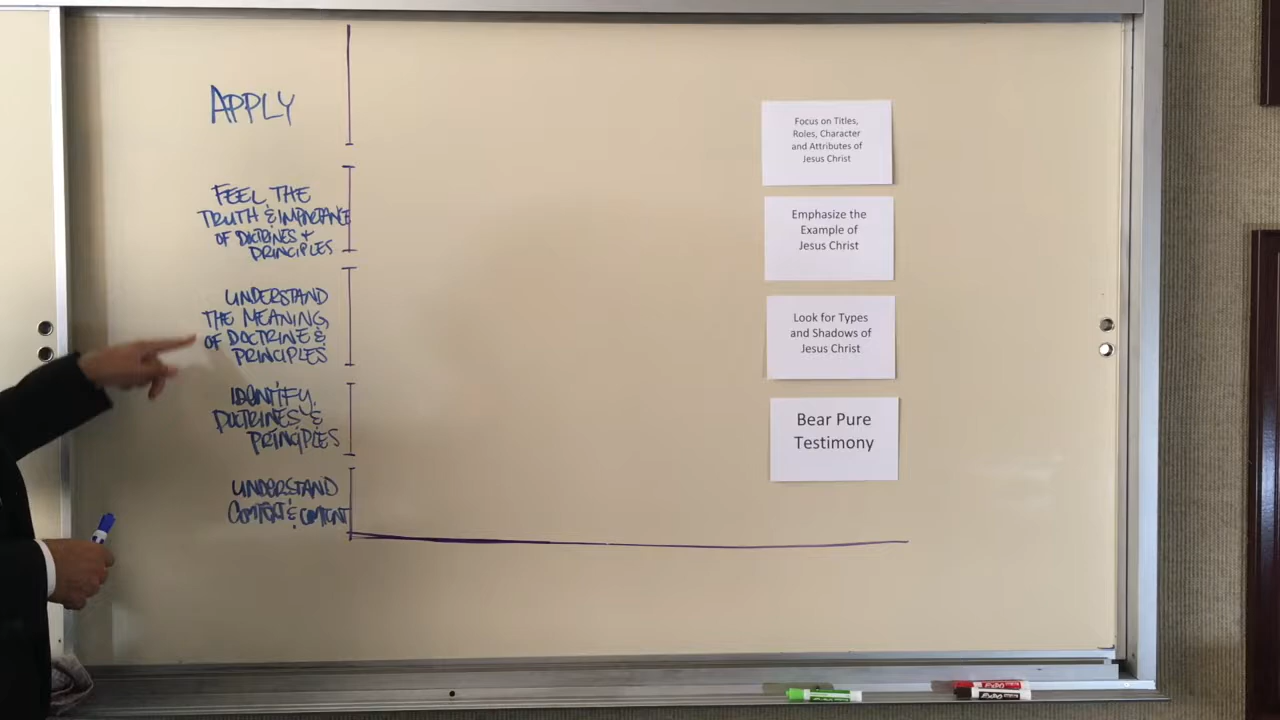 APPLY
FEEL THE
TRUTH & IMPORTANCE
OF DOCTRINES +
PRINCIPLES
UNDERSTAND
THE MEANING
OF DOCTRINE &
PRINCIPLES
IDENTIFY
DOCTRINES &
PRINCIPLES
UNDERSTAND
CONTEXT & CONTENT
Focus on Titles,
Roles, Character
and Attributes of
Jesus Christ
Emphasize the
Example of
Jesus Christ
Look for Types
and Shadows of
Jesus Christ
Bear Pure
Testimony